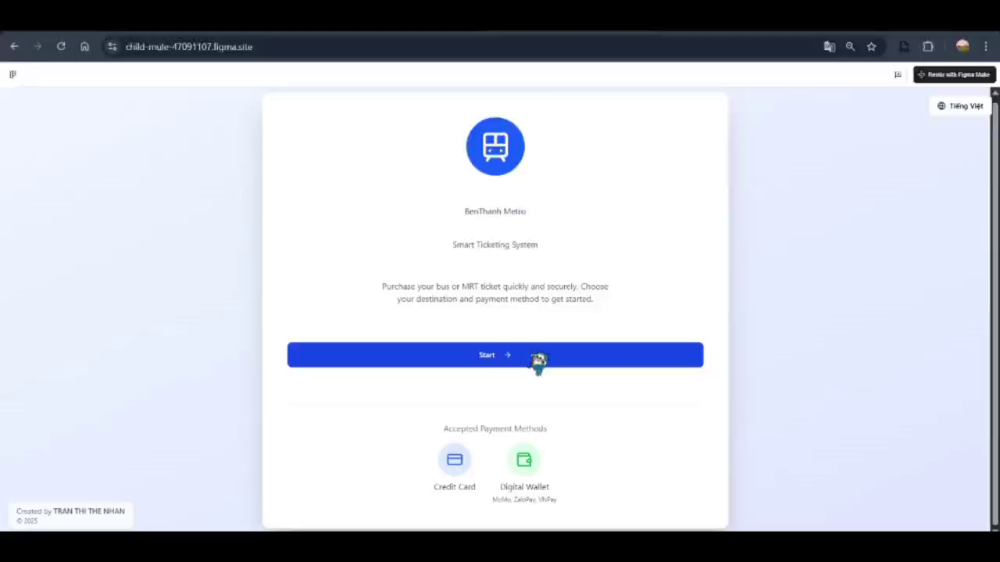 child-mule-47091107.figma.site
Remix with Figma Make
Tiếng Việt
BenThanh Metro
Smart Ticketing System
Purchase your bus or MRT ticket quickly and securely. Choose
your destination and payment method to get started.
Start
Accepted Payment Methods
Credit Card
Digital Wallet
MoMo, ZaloPay, VNPay
Created by TRAN THI THE NHAN
© 2025